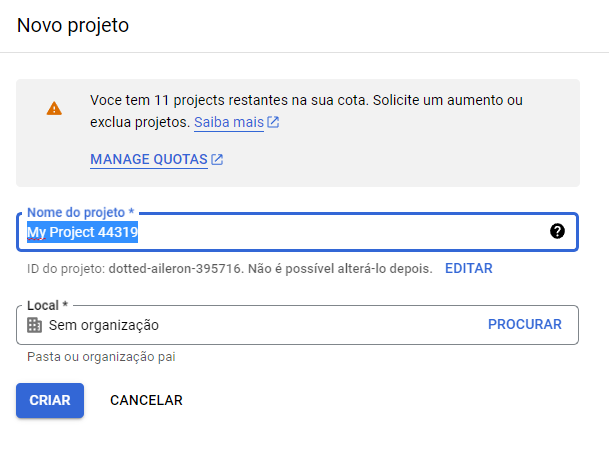 Novo projeto
Voce tem 11 projects restantes na sua cota. Solicite um aumento ou
exclua projetos. Saiba mais
MANAGE QUOTAS
Nome do projeto *
My Project 44319
ID do projeto: dotted-aileron-395716. Não é possível alterá-lo depois. EDITAR
Local *
Sem organização PROCURAR
Pasta ou organização pai
CRIAR CANCELAR